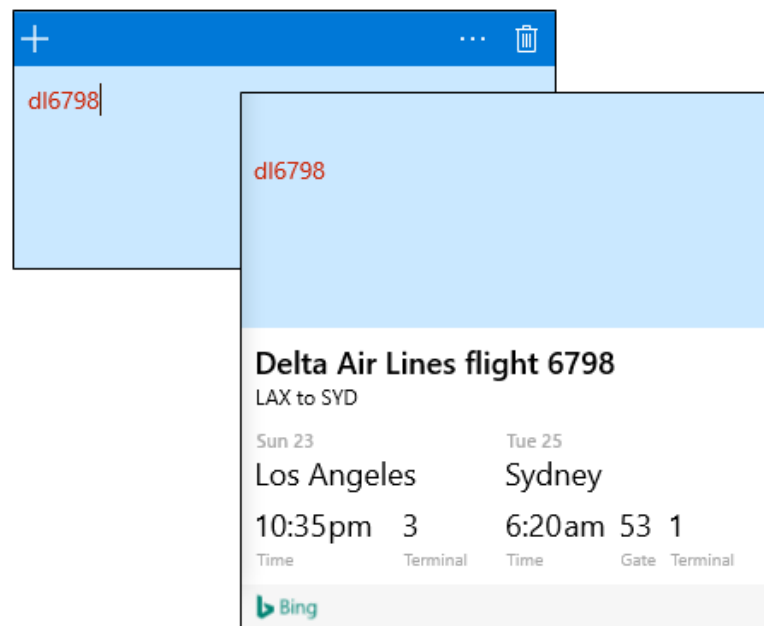 dl6798
dl6798
Delta Air Lines flight 6798
LAX to SYD
Sun 23 Tue 25
Los Angeles Sydney
10:35pm 3 6:20am 53 1
Time Terminal Time Gate Terminal
Bing